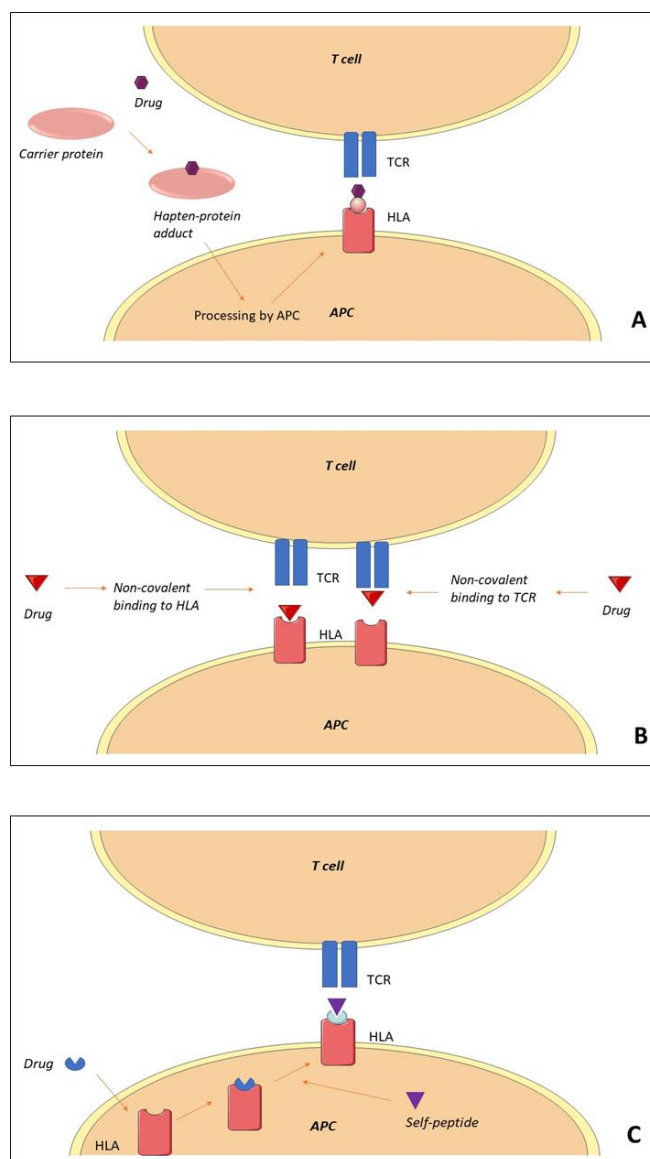 T cell
Drug
TCR
Carrier protein
Hapten-protein
adduct
HLA
Processing by APC
APC
A
T cell
TCR
Non-covalent
binding to HLA
Non-covalent
binding to TCR
Drug
Drug
HLA
APC
B
T cell
TCR
HLA
Drug
Self-peptide
HLA
APC
C